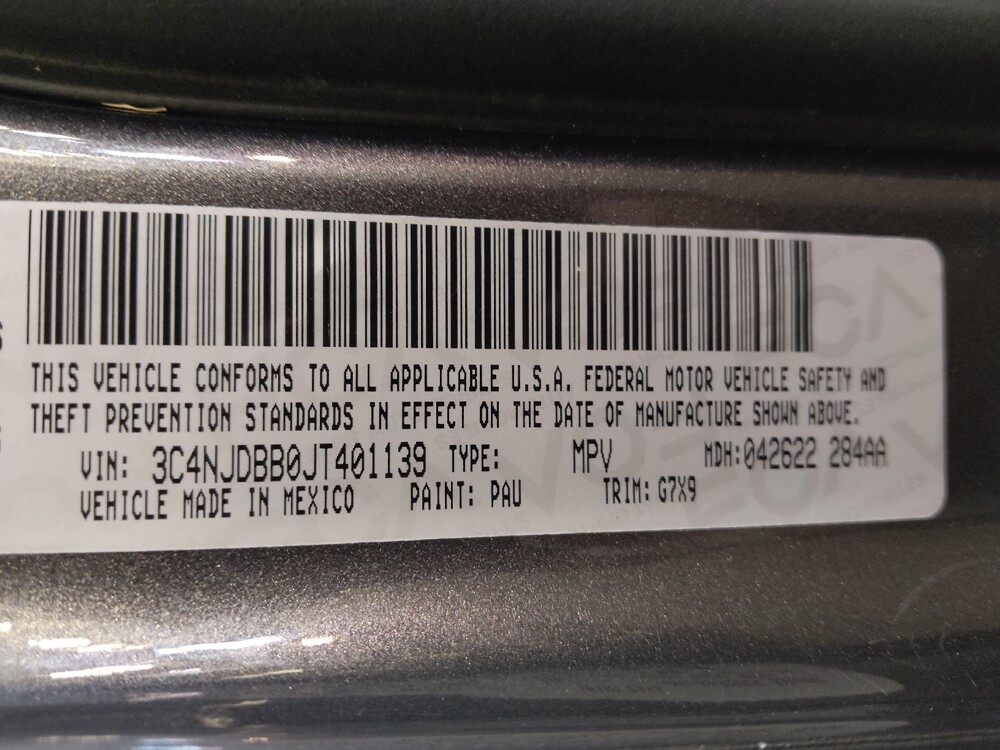 THIS VEHICLE CONFORMS TO ALL APPLICABLE U.S.A. FEDERAL MOTOR VEHICLE SAFETY AND
THEFT PREVENTION STANDARDS IN EFFECT ON THE DATE OF MANUFACTURE SHOWN ABOVE.
VIN: 3C4NJDBB0JT401139 TYPE: MPV MDH:042622 284AA
VEHICLE MADE IN MEXICO PAINT: PAU TRIM: G7X9